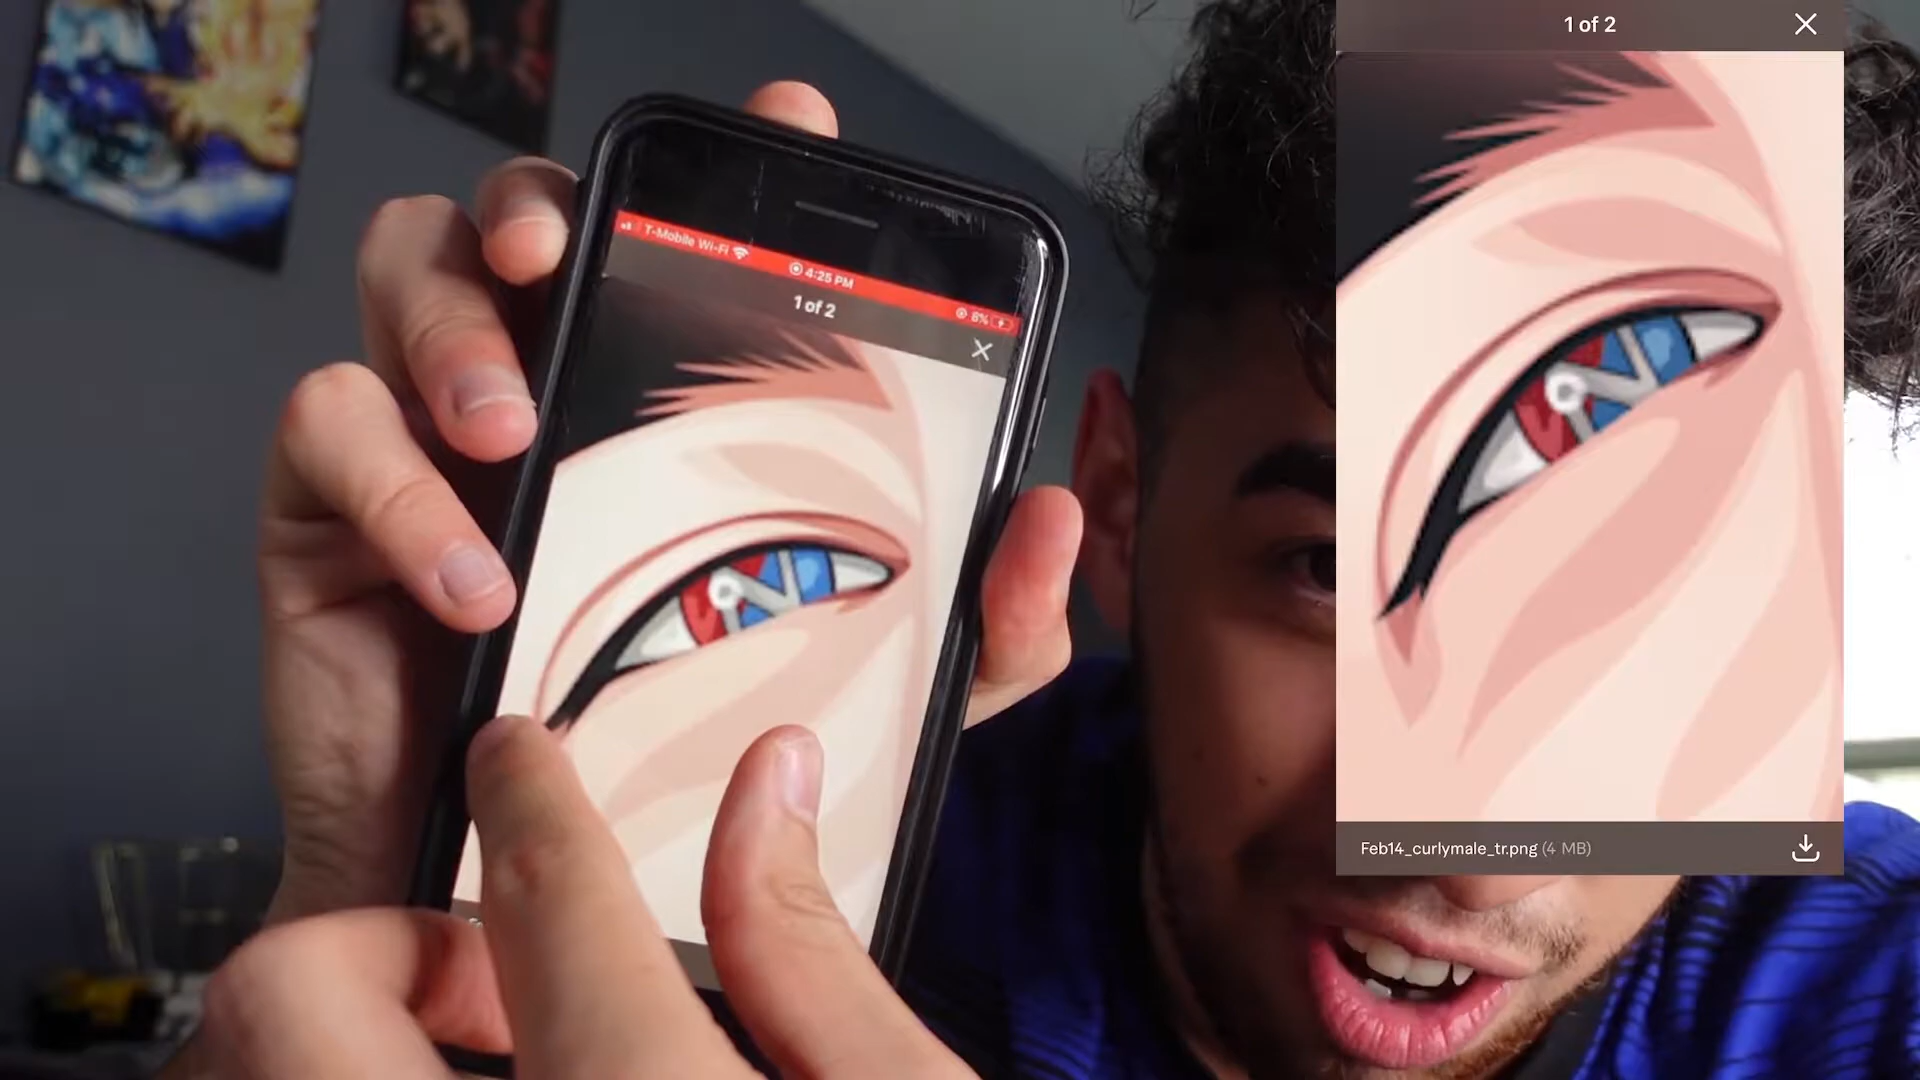 T-Mobile Wi-Fi
4:25 PM
8%
1 of 2
1 of 2
Feb14_curlymale_tr.png (4 MB)